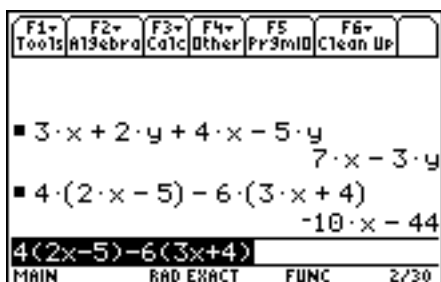 F1▾ F2▾ F3▾ F4▾ F5 F6▾
Tools Algebra Calc Other PrgmIO Clean Up
▪ 3·x + 2·y + 4·x − 5·y
7·x − 3·y
▪ 4·(2·x − 5) − 6·(3·x + 4)
⁻10·x − 44
4(2x−5)−6(3x+4)
MAIN RAD EXACT FUNC 2/30